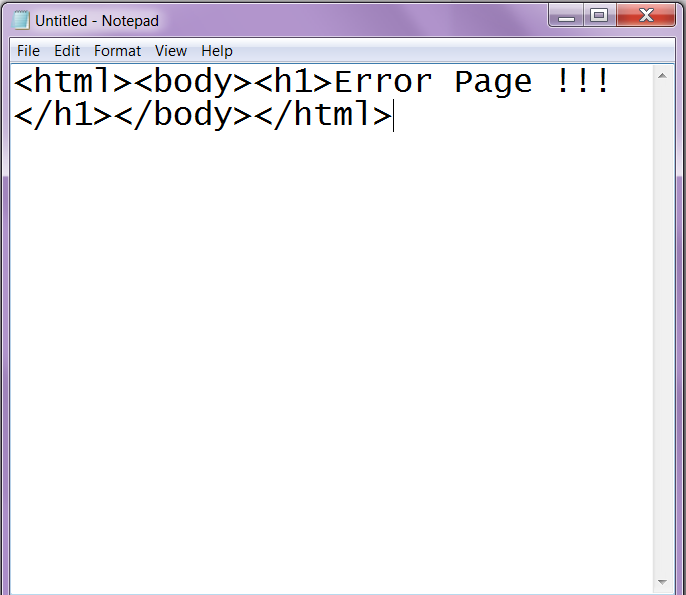 Untitled - Notepad
File Edit Format View Help
<html><body><h1>Error Page !!!
</h1></body></html>